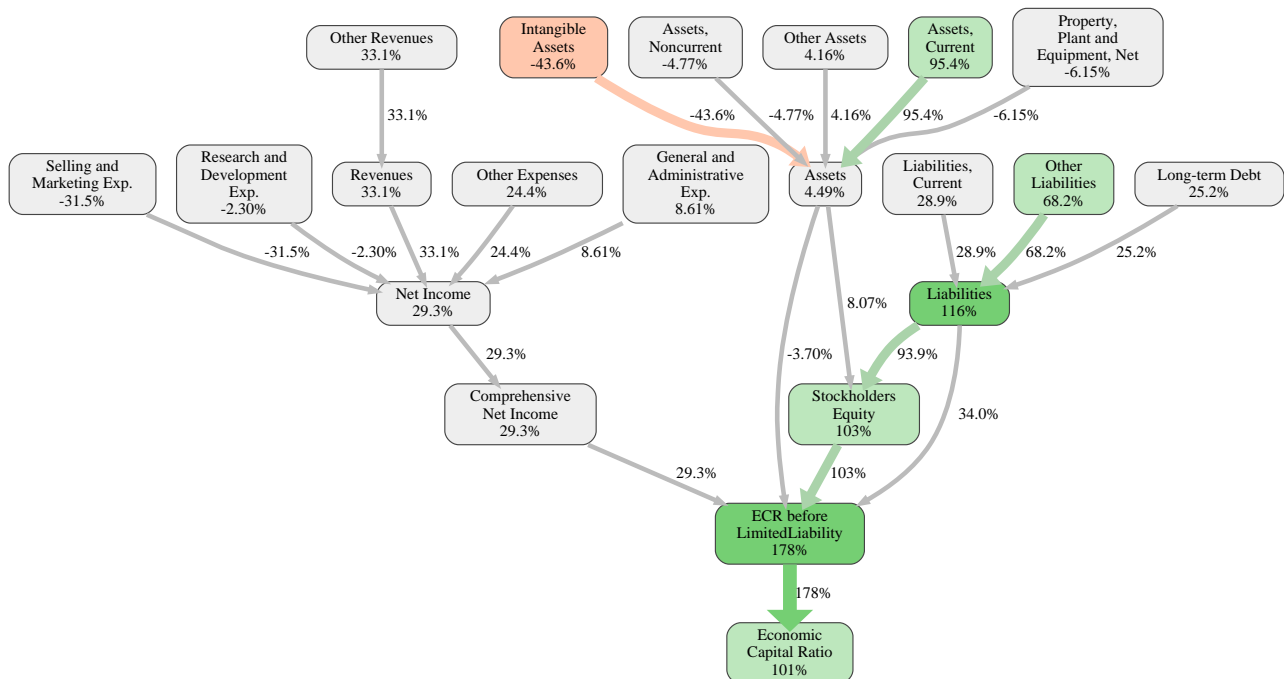 Other Revenues
33.1%
Intangible
Assets
-43.6%
Assets,
Noncurrent
-4.77%
Other Assets
4.16%
Assets,
Current
95.4%
Property,
Plant and
Equipment, Net
-6.15%
33.1%
-43.6%
-4.77%
4.16%
95.4%
-6.15%
Selling and
Marketing Exp.
-31.5%
Research and
Development
Exp.
-2.30%
Revenues
33.1%
Other Expenses
24.4%
General and
Administrative
Exp.
8.61%
Assets
4.49%
Liabilities,
Current
28.9%
Other
Liabilities
68.2%
Long-term Debt
25.2%
-31.5%
-2.30%
33.1%
24.4%
8.61%
28.9%
68.2%
25.2%
Net Income
29.3%
8.07%
Liabilities
116%
29.3%
-3.70%
93.9%
Comprehensive
Net Income
29.3%
Stockholders
Equity
103%
34.0%
29.3%
103%
ECR before
LimitedLiability
178%
178%
Economic
Capital Ratio
101%